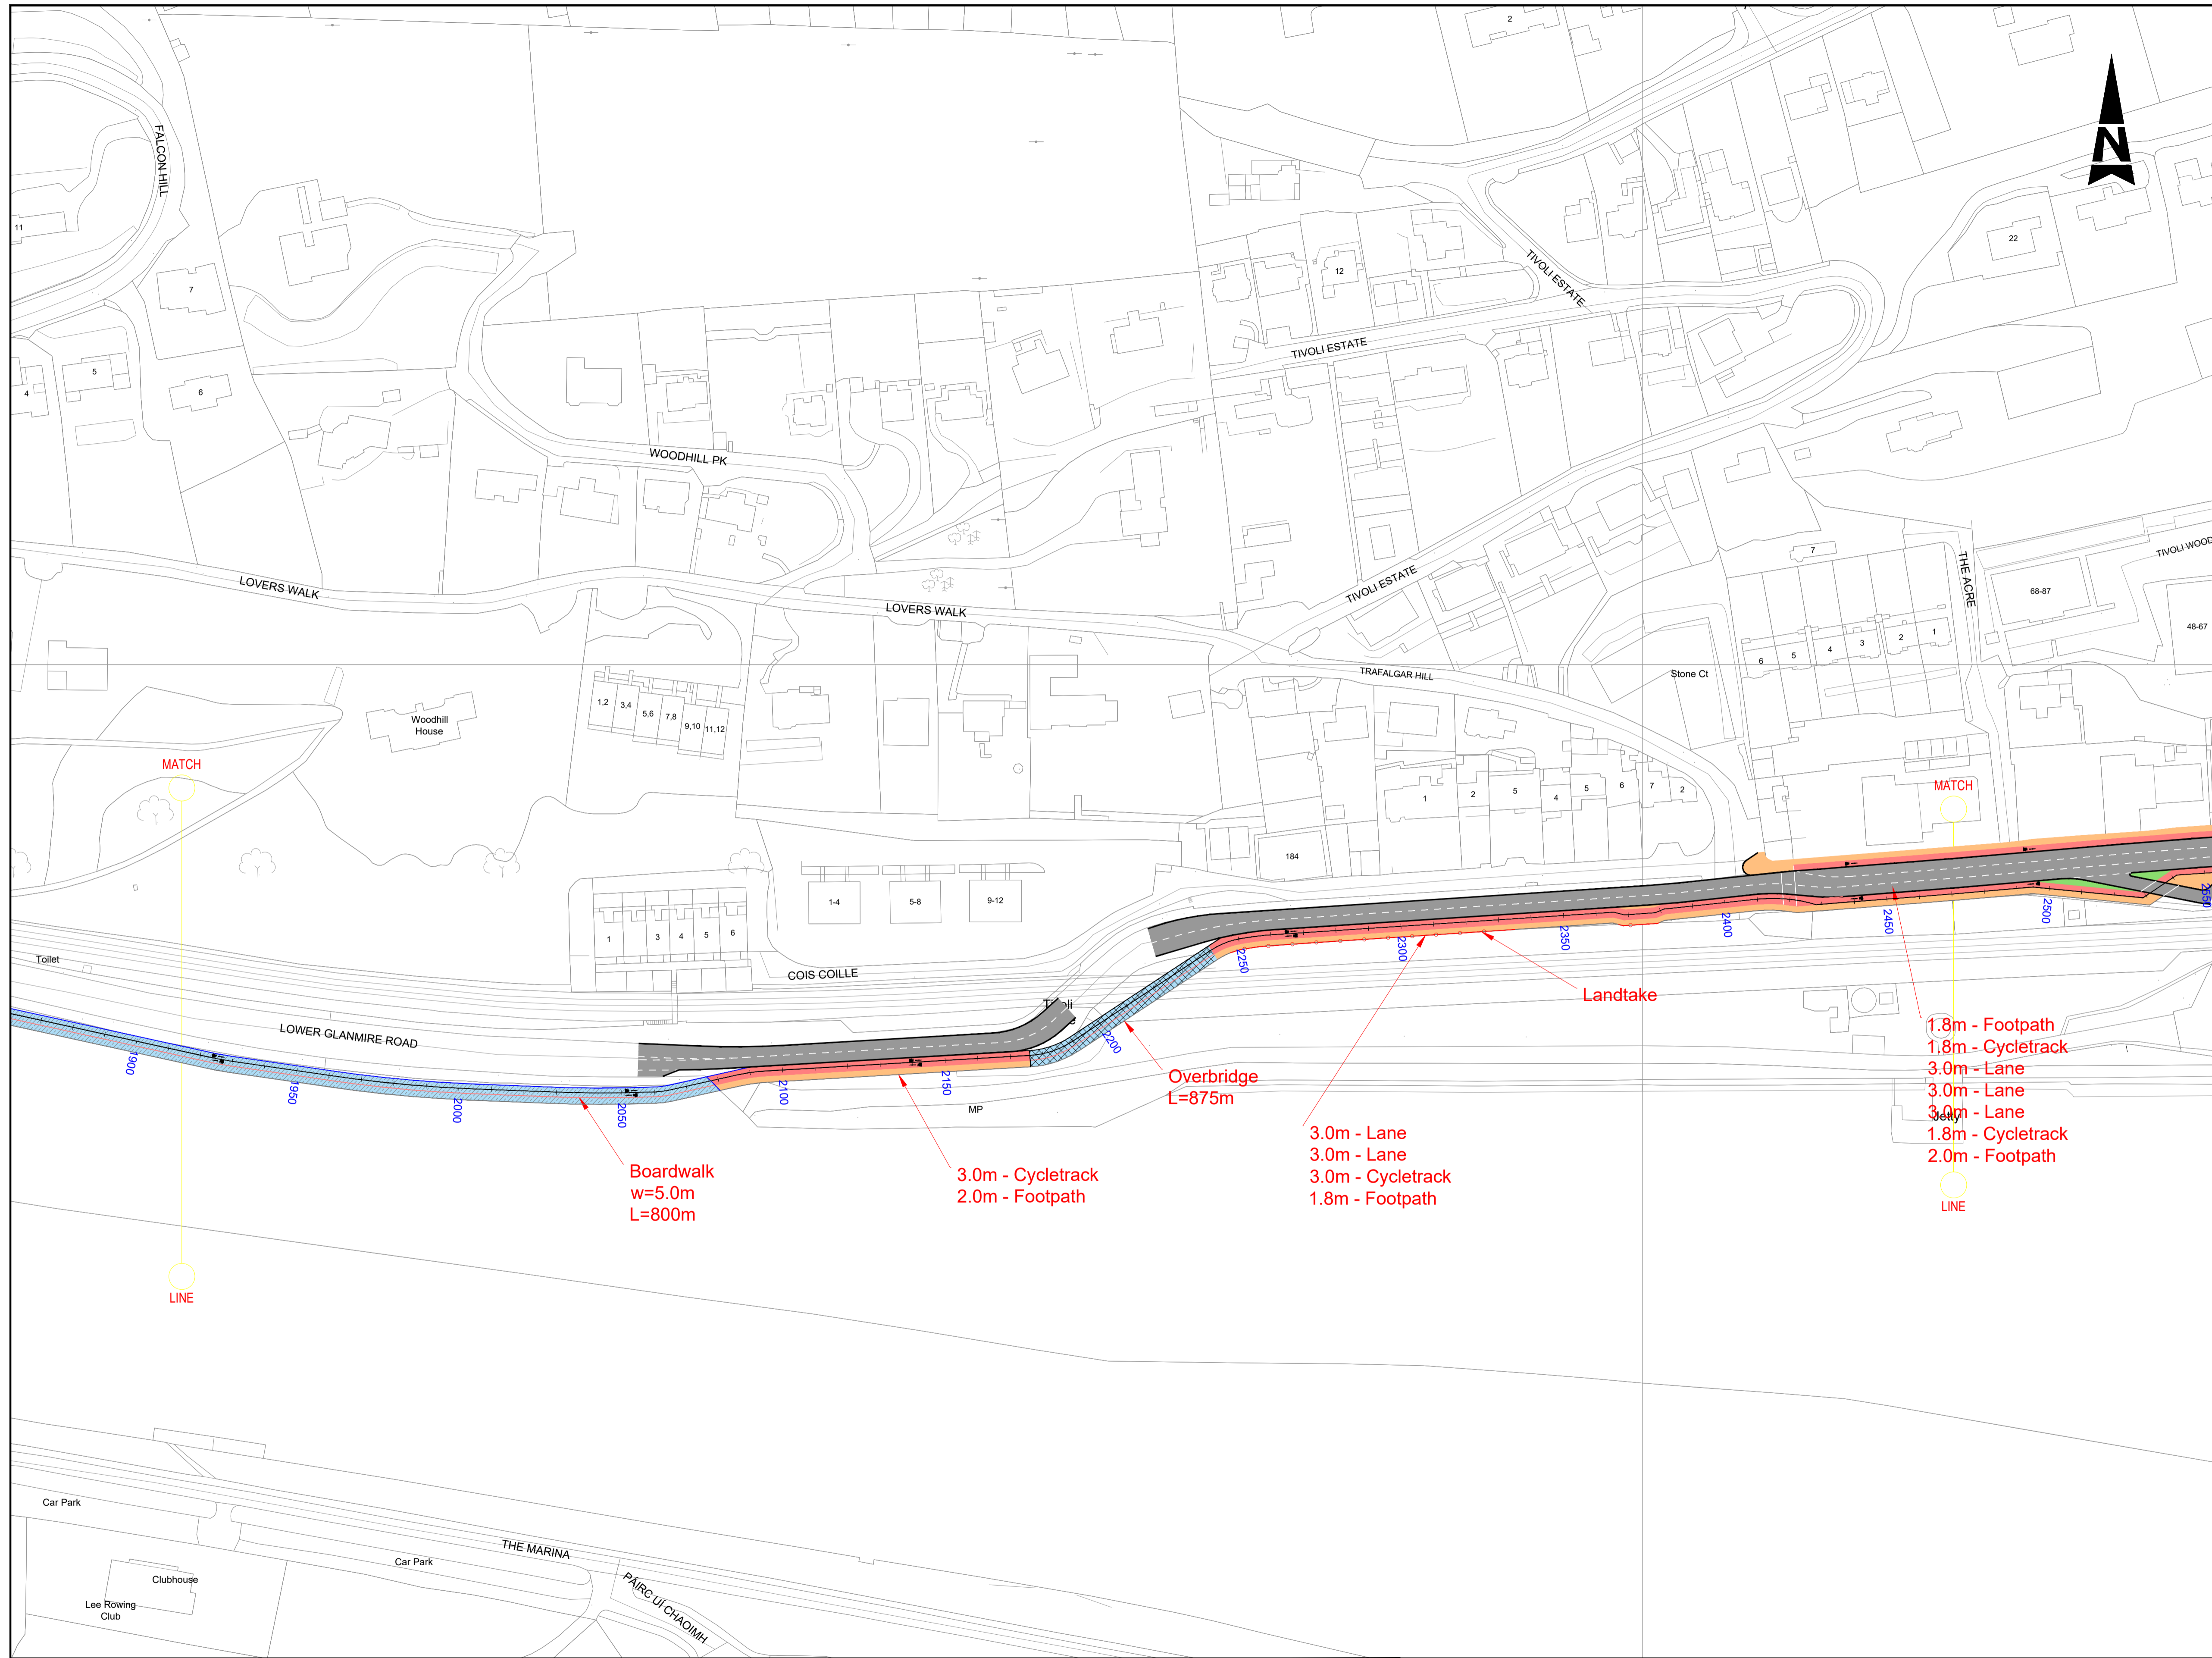 2
N
FALCON HILL
11
7
22
12
TIVOLI ESTATE
TIVOLI ESTATE
5
4
6
WOODHILL PK
TIVOLI WOOD
7
THE ACRE
LOVERS WALK
TIVOLI ESTATE
68-87
LOVERS WALK
48-67
6
5
4
3
2
1
TRAFALGAR HILL
Stone Ct
1,2
3,4
5,6
7,8
9,10
11,12
Woodhill
House
MATCH
MATCH
1
2
5
4
5
6
7
2
184
1-4
5-8
9-12
1
3
4
5
6
COIS COILLE
Toilet
LOWER GLANMIRE ROAD
1900
1950
2000
2050
2100
2150
2200
2250
2300
2350
2400
2450
2500
2550
Landtake
Overbridge
L=875m
MP
Jetty
1.8m - Footpath
1.8m - Cycletrack
3.0m - Lane
3.0m - Lane
3.0m - Lane
1.8m - Cycletrack
2.0m - Footpath
3.0m - Lane
3.0m - Lane
3.0m - Cycletrack
1.8m - Footpath
3.0m - Cycletrack
2.0m - Footpath
Boardwalk
w=5.0m
L=800m
LINE
LINE
Car Park
THE MARINA
Car Park
Clubhouse
Lee Rowing
Club
PÁIRC UÍ CHAOIMH